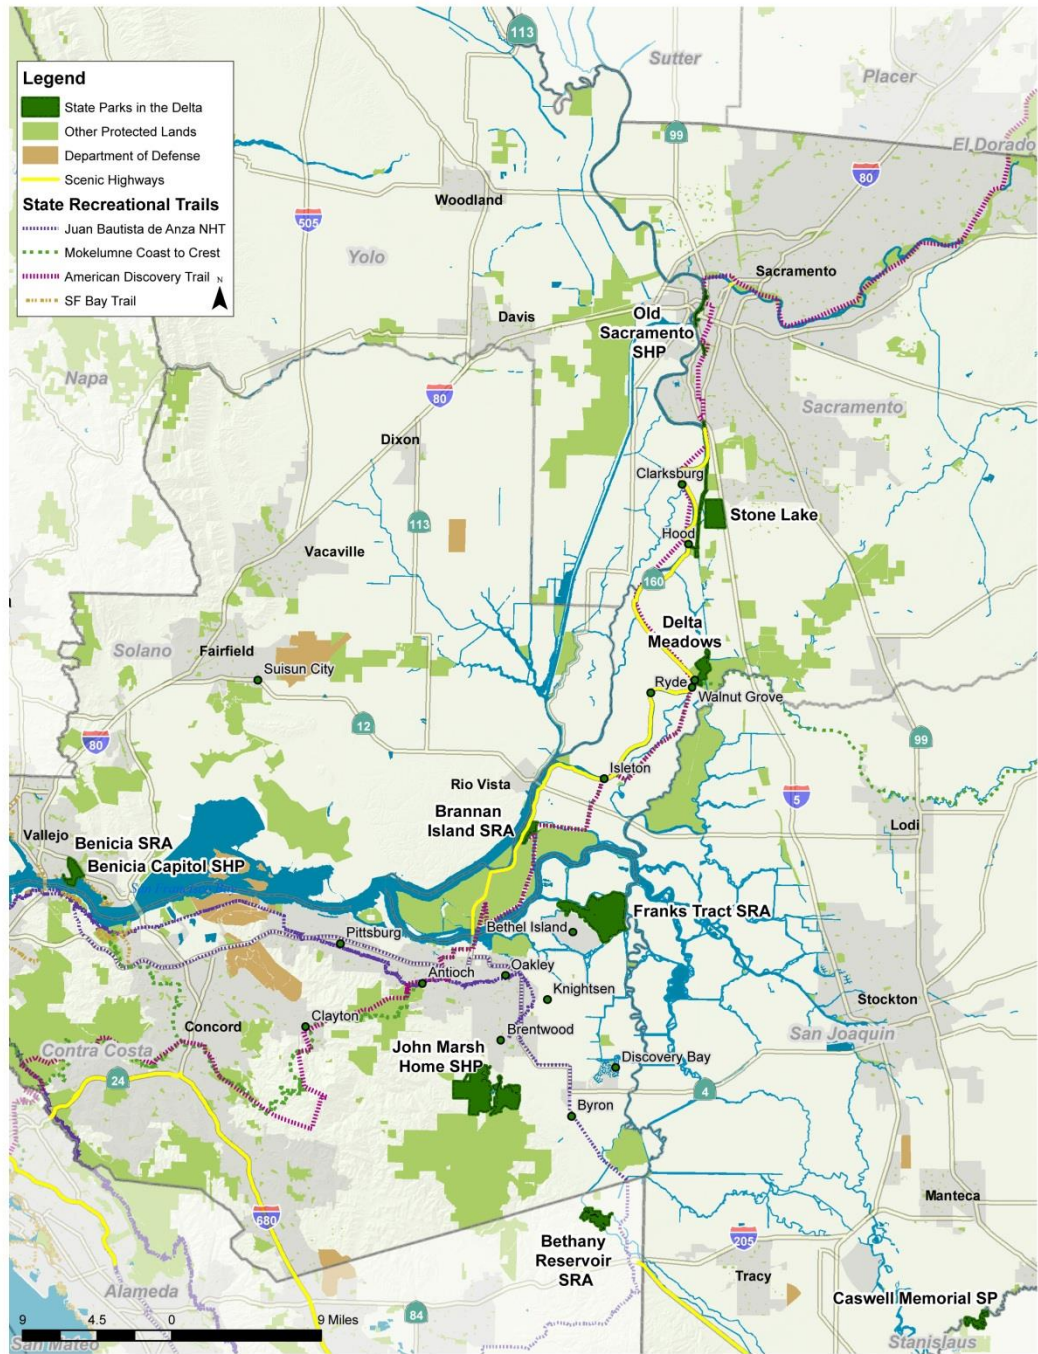 113
Sutter
Placer
Legend
State Parks in the Delta
Other Protected Lands
Department of Defense
Scenic Highways
State Recreational Trails
Juan Bautista de Anza NHT
Mokelumne Coast to Crest
American Discovery Trail
SF Bay Trail
N
99
El Dorado
80
Woodland
505
Yolo
Sacramento
Davis
Old
Sacramento
SHP
Napa
80
Sacramento
Dixon
Clarksburg
113
Stone Lake
Vacaville
Hood
160
Delta
Meadows
Solano
Fairfield
Suisun City
Ryde
Walnut Grove
12
80
99
Isleton
Rio Vista
5
Brannan
Island SRA
Lodi
Vallejo
Benicia SRA
Benicia Capitol SHP
San Francisco Bay
Franks Tract SRA
Bethel Island
Pittsburg
Oakley
Antioch
Knightsen
Stockton
Clayton
Concord
Brentwood
San Joaquin
John Marsh
Home SHP
Contra Costa
Discovery Bay
24
4
Byron
Manteca
680
205
Bethany
Reservoir
SRA
Tracy
Alameda
Caswell Memorial SP
9 4.5 0 9 Miles
84
San Mateo
Stanislaus